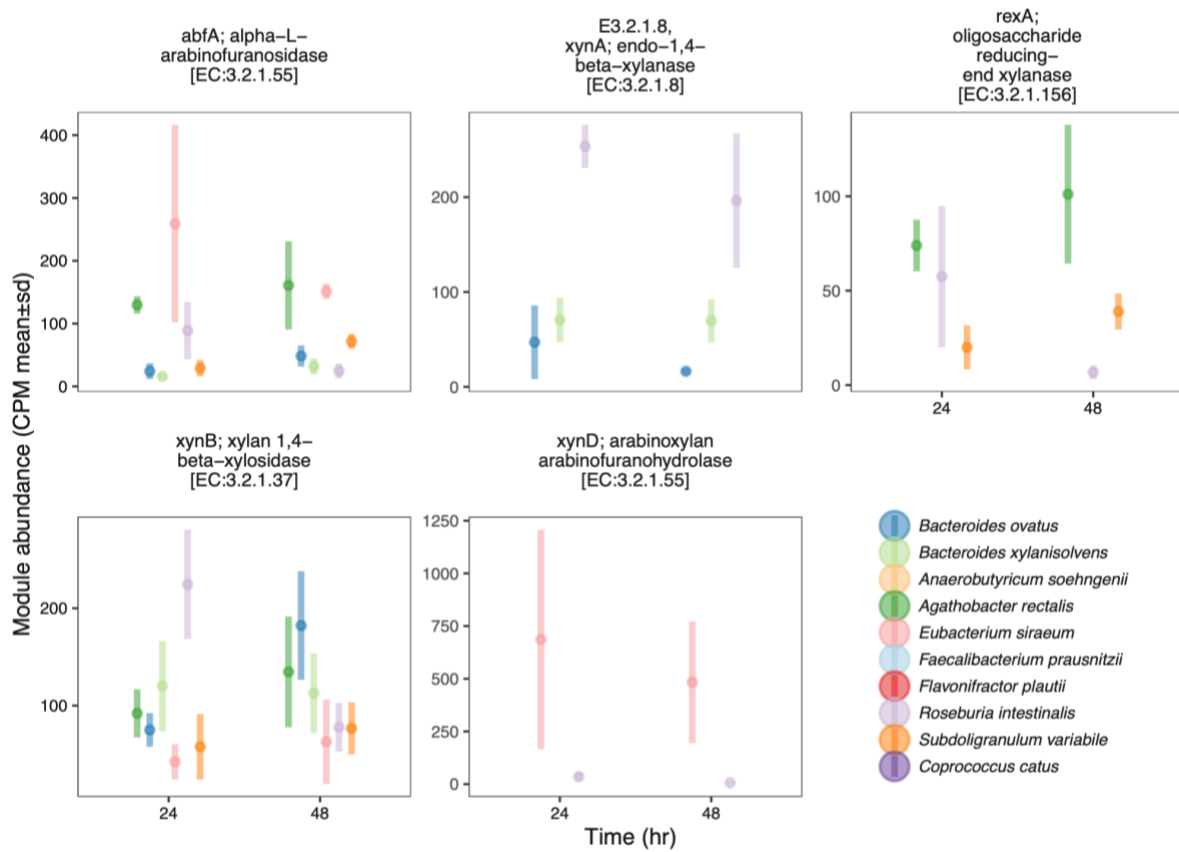 abfA; alpha−L−
arabinofuranosidase
[EC:3.2.1.55]
E3.2.1.8,
xynA; endo−1,4−
beta−xylanase
[EC:3.2.1.8]
rexA;
oligosaccharide
reducing−
end xylanase
[EC:3.2.1.156]
400
300
200
100
0
200
100
0
100
50
0
24
48
Module abundance (CPM mean±sd)
xynB; xylan 1,4−
beta−xylosidase
[EC:3.2.1.37]
xynD; arabinoxylan
arabinofuranohydrolase
[EC:3.2.1.55]
200
100
24
48
1250
1000
750
500
250
0
24
48
Time (hr)
Bacteroides ovatus
Bacteroides xylanisolvens
Anaerobutyricum soehngenii
Agathobacter rectalis
Eubacterium siraeum
Faecalibacterium prausnitzii
Flavonifractor plautii
Roseburia intestinalis
Subdoligranulum variabile
Coprococcus catus